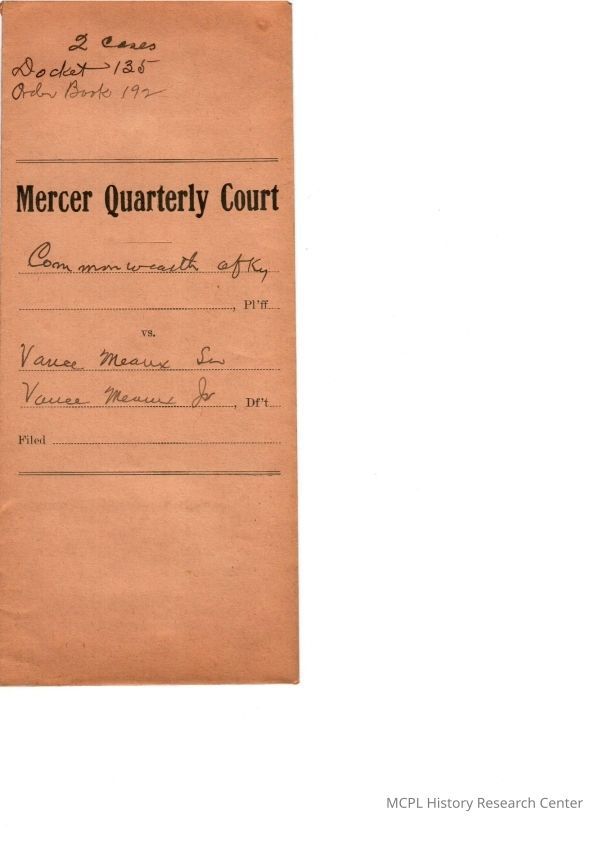 2 cases
Docket 135
Order Book 192
Mercer Quarterly Court
Commonwealth of Ky
, Pl'ff.
vs.
Vance Meaux Sr
Vance Meaux Jr , Df't.
Filed
MCPL History Research Center